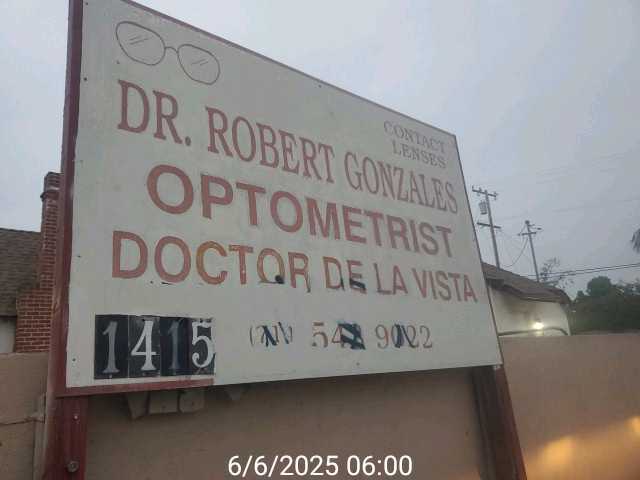 CONTACT
LENSES
DR. ROBERT GONZALES
OPTOMETRIST
DOCTOR DE LA VISTA
1415
6/6/2025 06:00